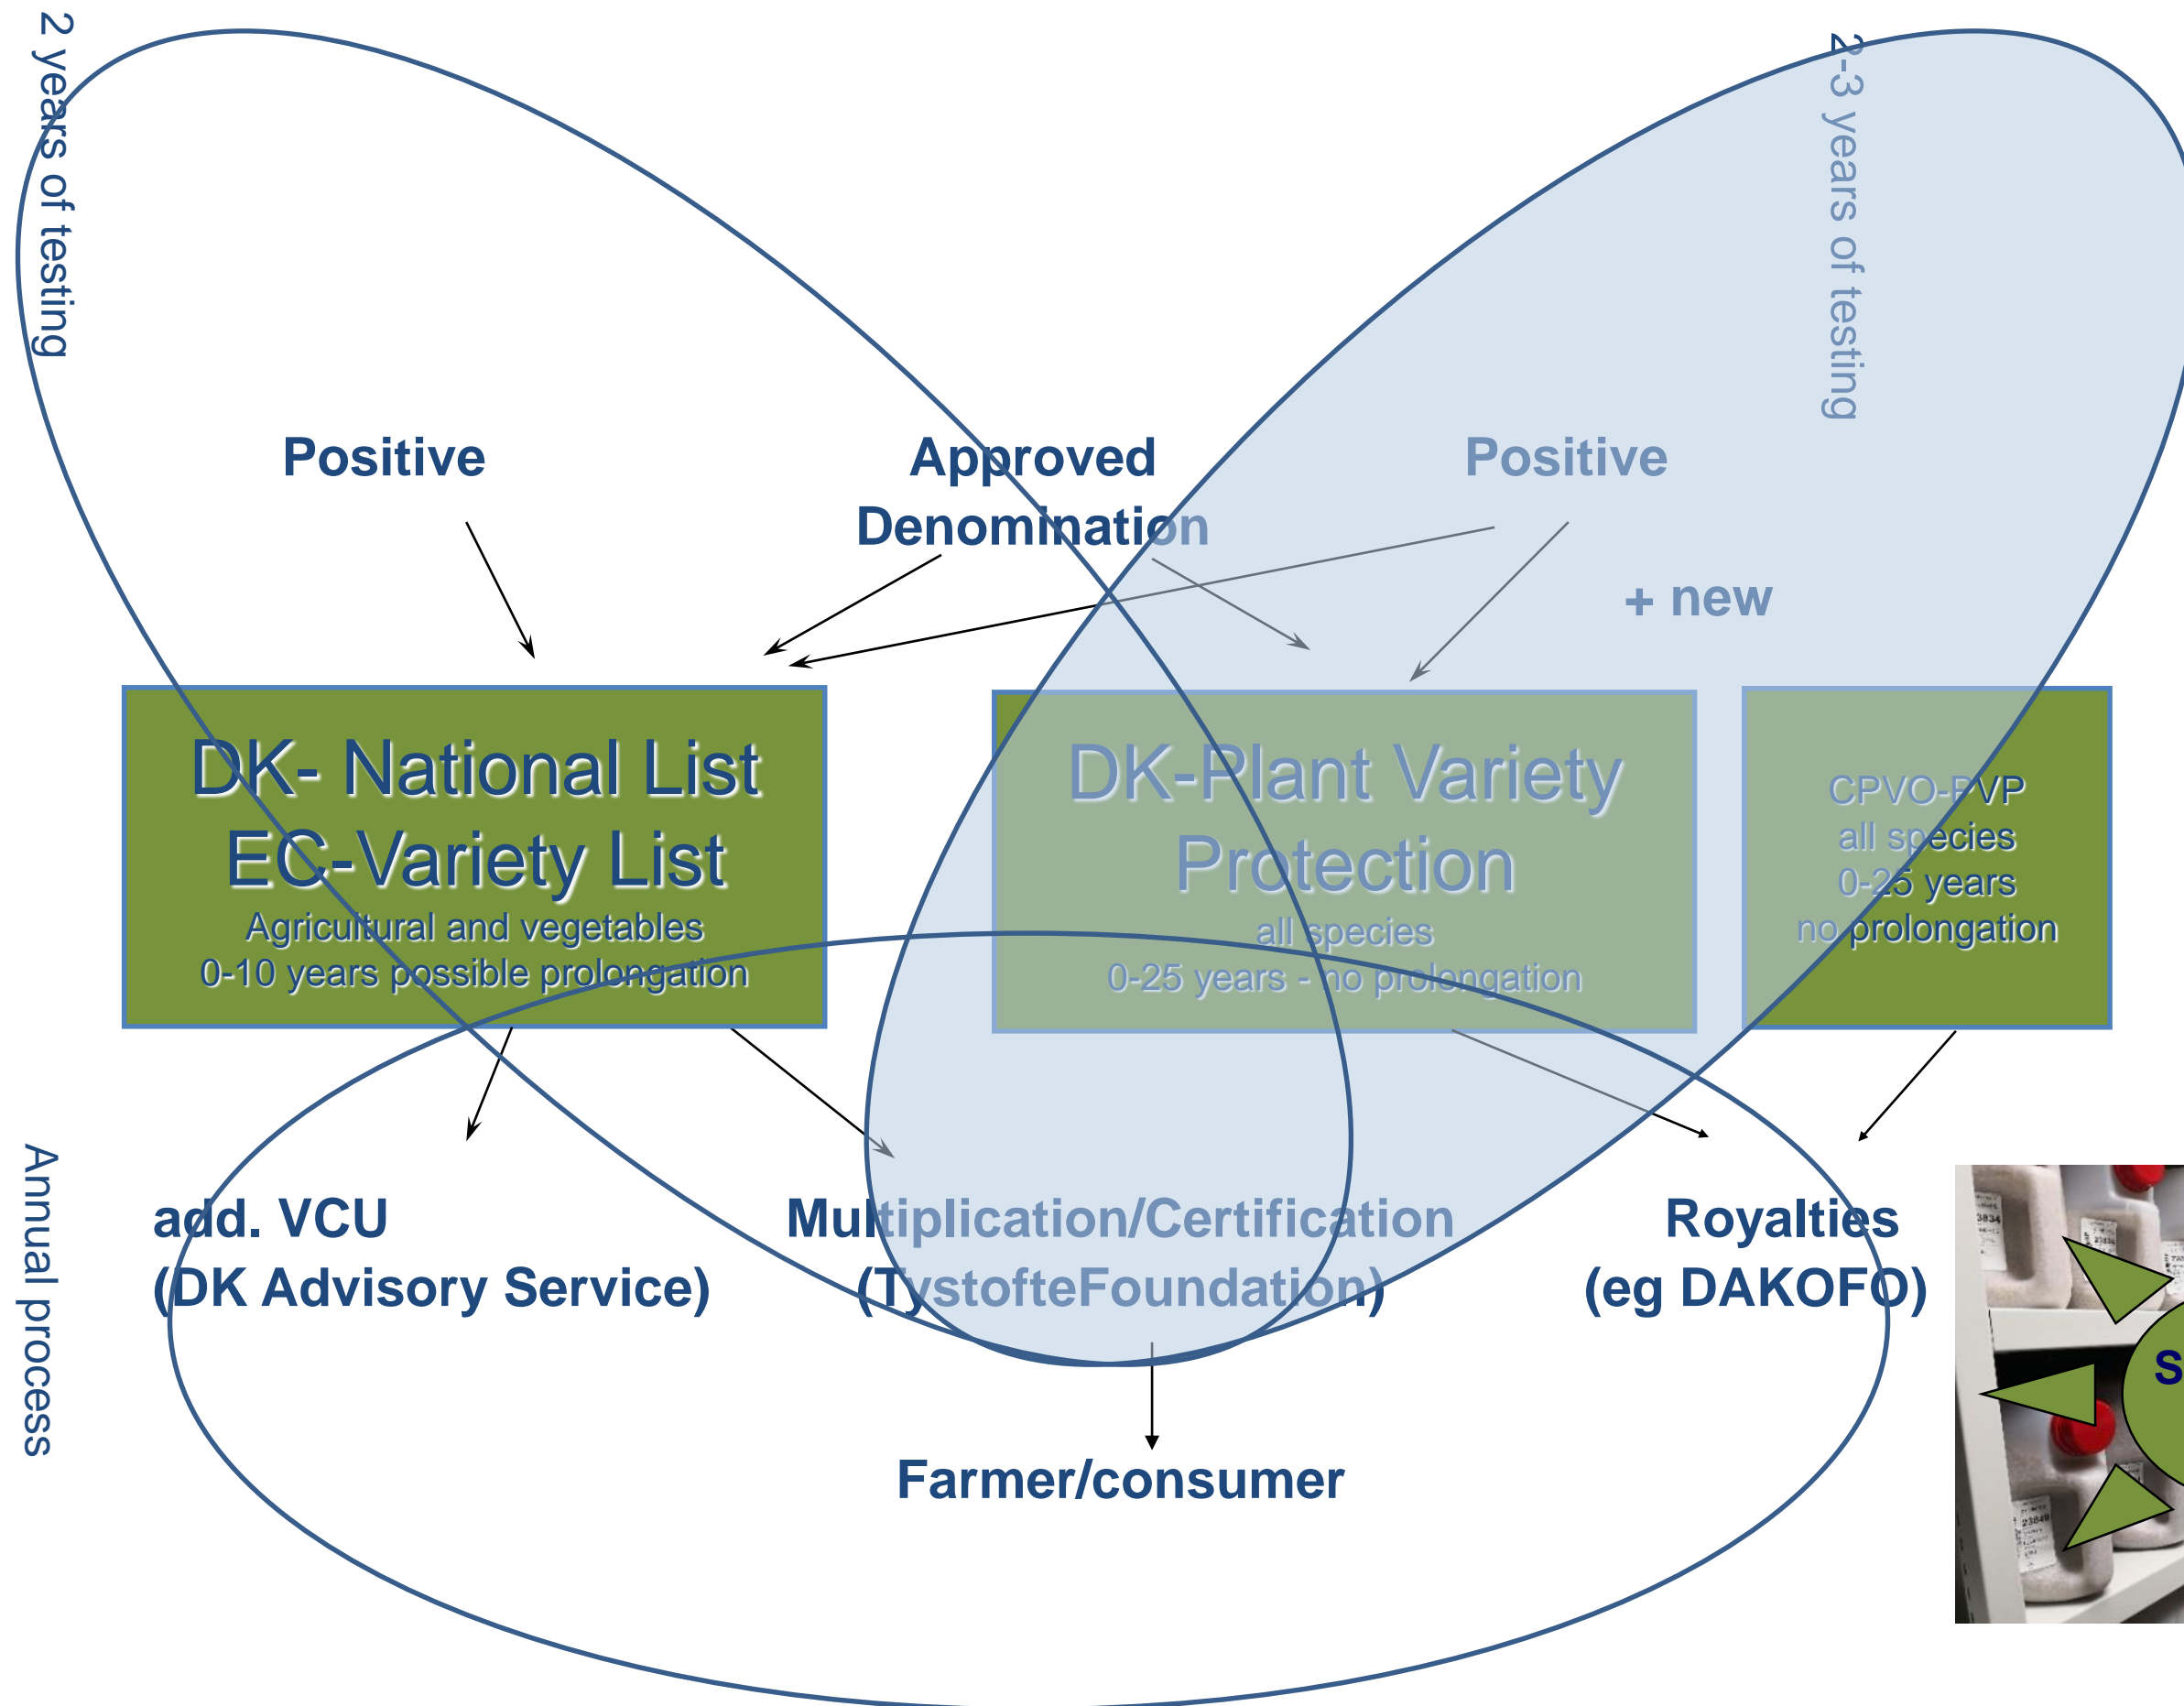 2 years of testing
2-3 years of testing
Positive
Approved
Denomination
Positive
+ new
DK- National List
EC-Variety List
Agricultural and vegetables
0-10 years possible prolongation
DK-Plant Variety
Protection
all species
0-25 years - no prolongation
CPVO-PVP
all species
0-25 years
no prolongation
Annual process
add. VCU
(DK Advisory Service)
Multiplication/Certification
(TystofteFoundation)
Royalties
(eg DAKOFO)
Farmer/consumer
S
23849